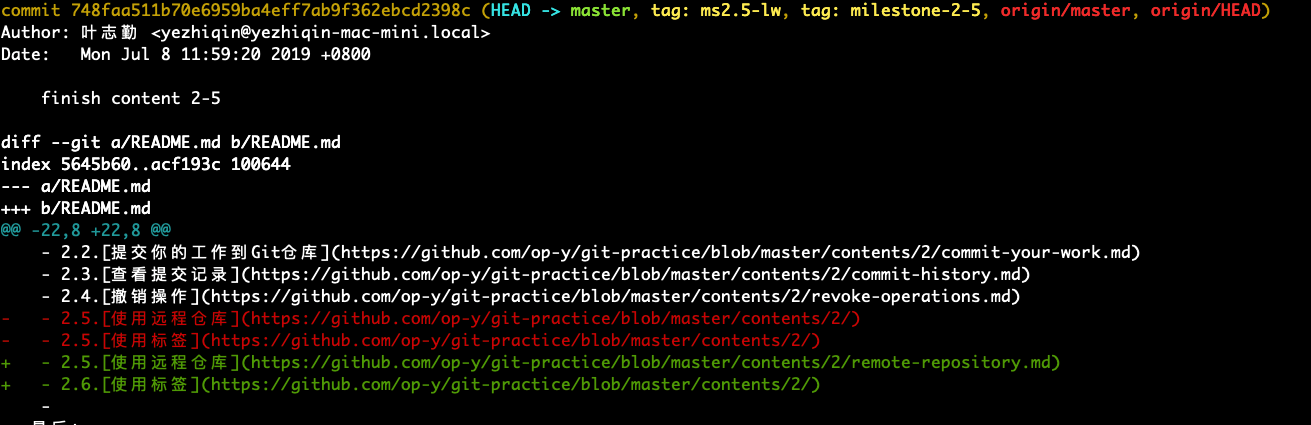 commit 748faa511b70e6959ba4eff7ab9f362ebcd2398c (HEAD -> master, tag: ms2.5-lw, tag: milestone-2-5, origin/master, origin/HEAD)
Author: 叶志勤 <yezhiqin@yezhiqin-mac-mini.local>
Date:   Mon Jul 8 11:59:20 2019 +0800
    finish content 2-5
diff --git a/README.md b/README.md
index 5645b60..acf193c 100644
--- a/README.md
+++ b/README.md
@@ -22,8 +22,8 @@
    - 2.2.[提交你的工作到Git仓库](https://github.com/op-y/git-practice/blob/master/contents/2/commit-your-work.md)
    - 2.3.[查看提交记录](https://github.com/op-y/git-practice/blob/master/contents/2/commit-history.md)
    - 2.4.[撤销操作](https://github.com/op-y/git-practice/blob/master/contents/2/revoke-operations.md)
-   - 2.5.[使用远程仓库](https://github.com/op-y/git-practice/blob/master/contents/2/)
-   - 2.5.[使用标签](https://github.com/op-y/git-practice/blob/master/contents/2/)
+   - 2.5.[使用远程仓库](https://github.com/op-y/git-practice/blob/master/contents/2/remote-repository.md)
+   - 2.6.[使用标签](https://github.com/op-y/git-practice/blob/master/contents/2/)
    -